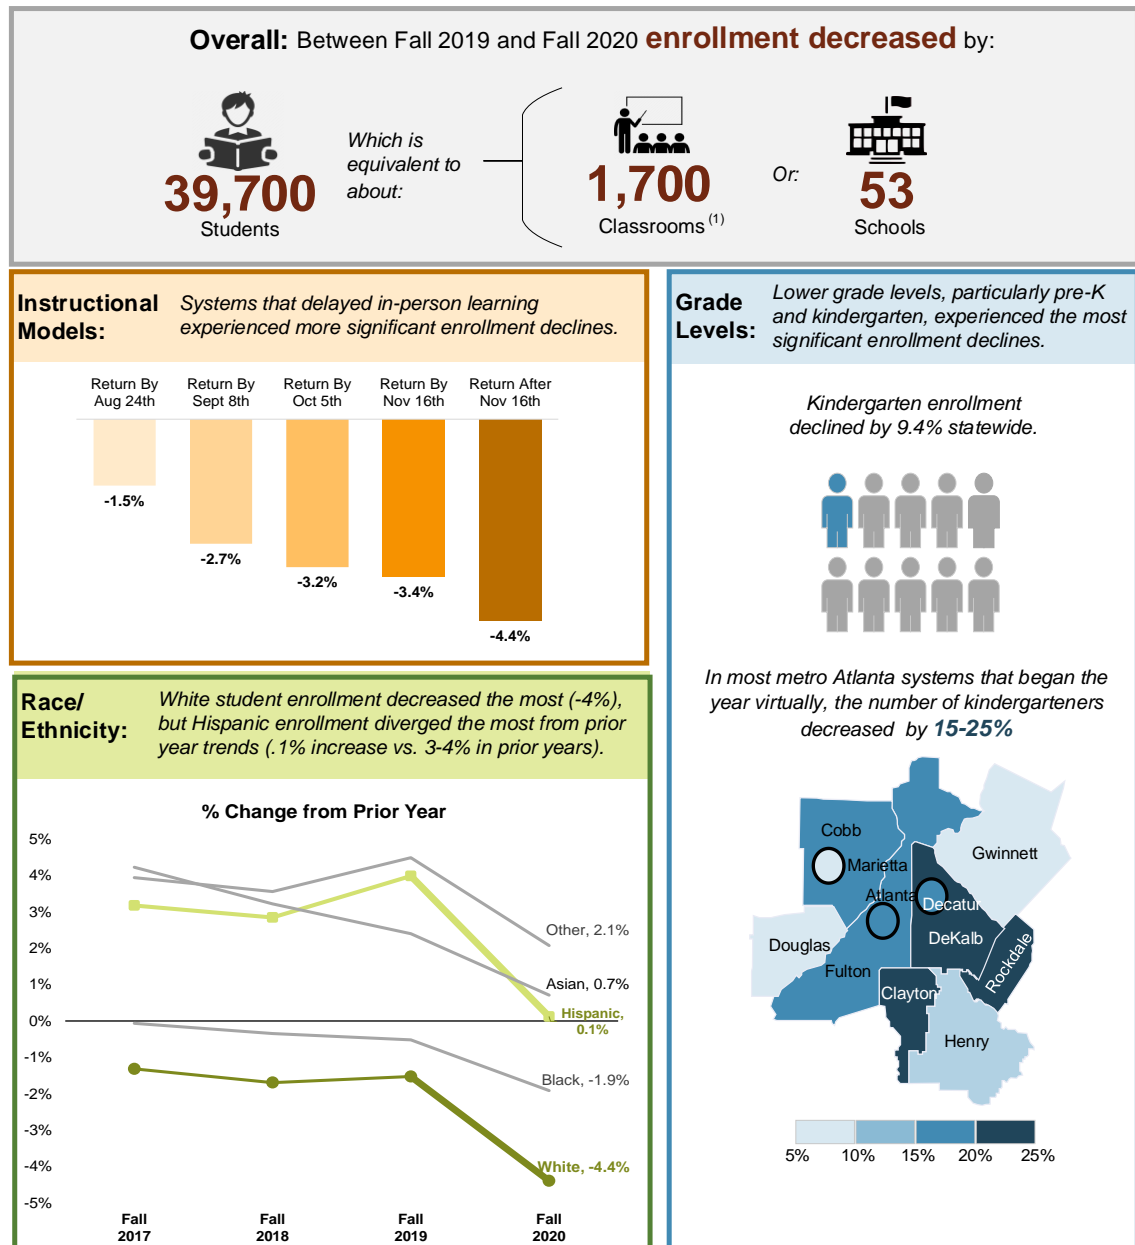 Overall: Between Fall 2019 and Fall 2020 enrollment decreased by:
39,700
Students
Which is
equivalent to
about:
1,700
Classrooms (1)
Or:
53
Schools
Instructional
Models:
Systems that delayed in-person learning
experienced more significant enrollment declines.
Return By
Aug 24th
Return By
Sept 8th
Return By
Oct 5th
Return By
Nov 16th
Return After
Nov 16th
-1.5%
-2.7%
-3.2%
-3.4%
-4.4%
Race/
Ethnicity:
White student enrollment decreased the most (-4%),
but Hispanic enrollment diverged the most from prior
year trends (.1% increase vs. 3-4% in prior years).
% Change from Prior Year
5%
4%
3%
2%
1%
0%
-1%
-2%
-3%
-4%
-5%
Other, 2.1%
Asian, 0.7%
Hispanic,
0.1%
Black, -1.9%
White, -4.4%
Fall
2017
Fall
2018
Fall
2019
Fall
2020
Grade
Levels:
Lower grade levels, particularly pre-K
and kindergarten, experienced the most
significant enrollment declines.
Kindergarten enrollment
declined by 9.4% statewide.
In most metro Atlanta systems that began the
year virtually, the number of kindergarteners
decreased by 15-25%
Cobb
Marietta
Gwinnett
Atlanta
Decatur
Douglas
DeKalb
Fulton
Rockdale
Clayton
Henry
5%
10%
15%
20%
25%